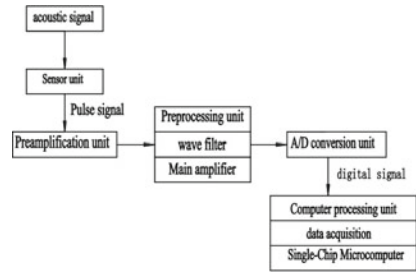 acoustic signal
Sensor unit
Pulse signal
Preamplification unit
Preprocessing unit
wave filter
Main amplifier
A/D conversion unit
digital signal
Computer processing unit
data acquisition
Single-Chip Microcomputer